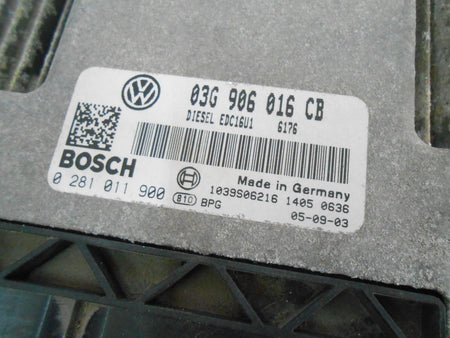 03G 906 016 CB
DIESEL EDC16U1 6176
BOSCH
0 281 011 900
Made in Germany
810 BPG
1039S06216 1405 0636
05-09-03